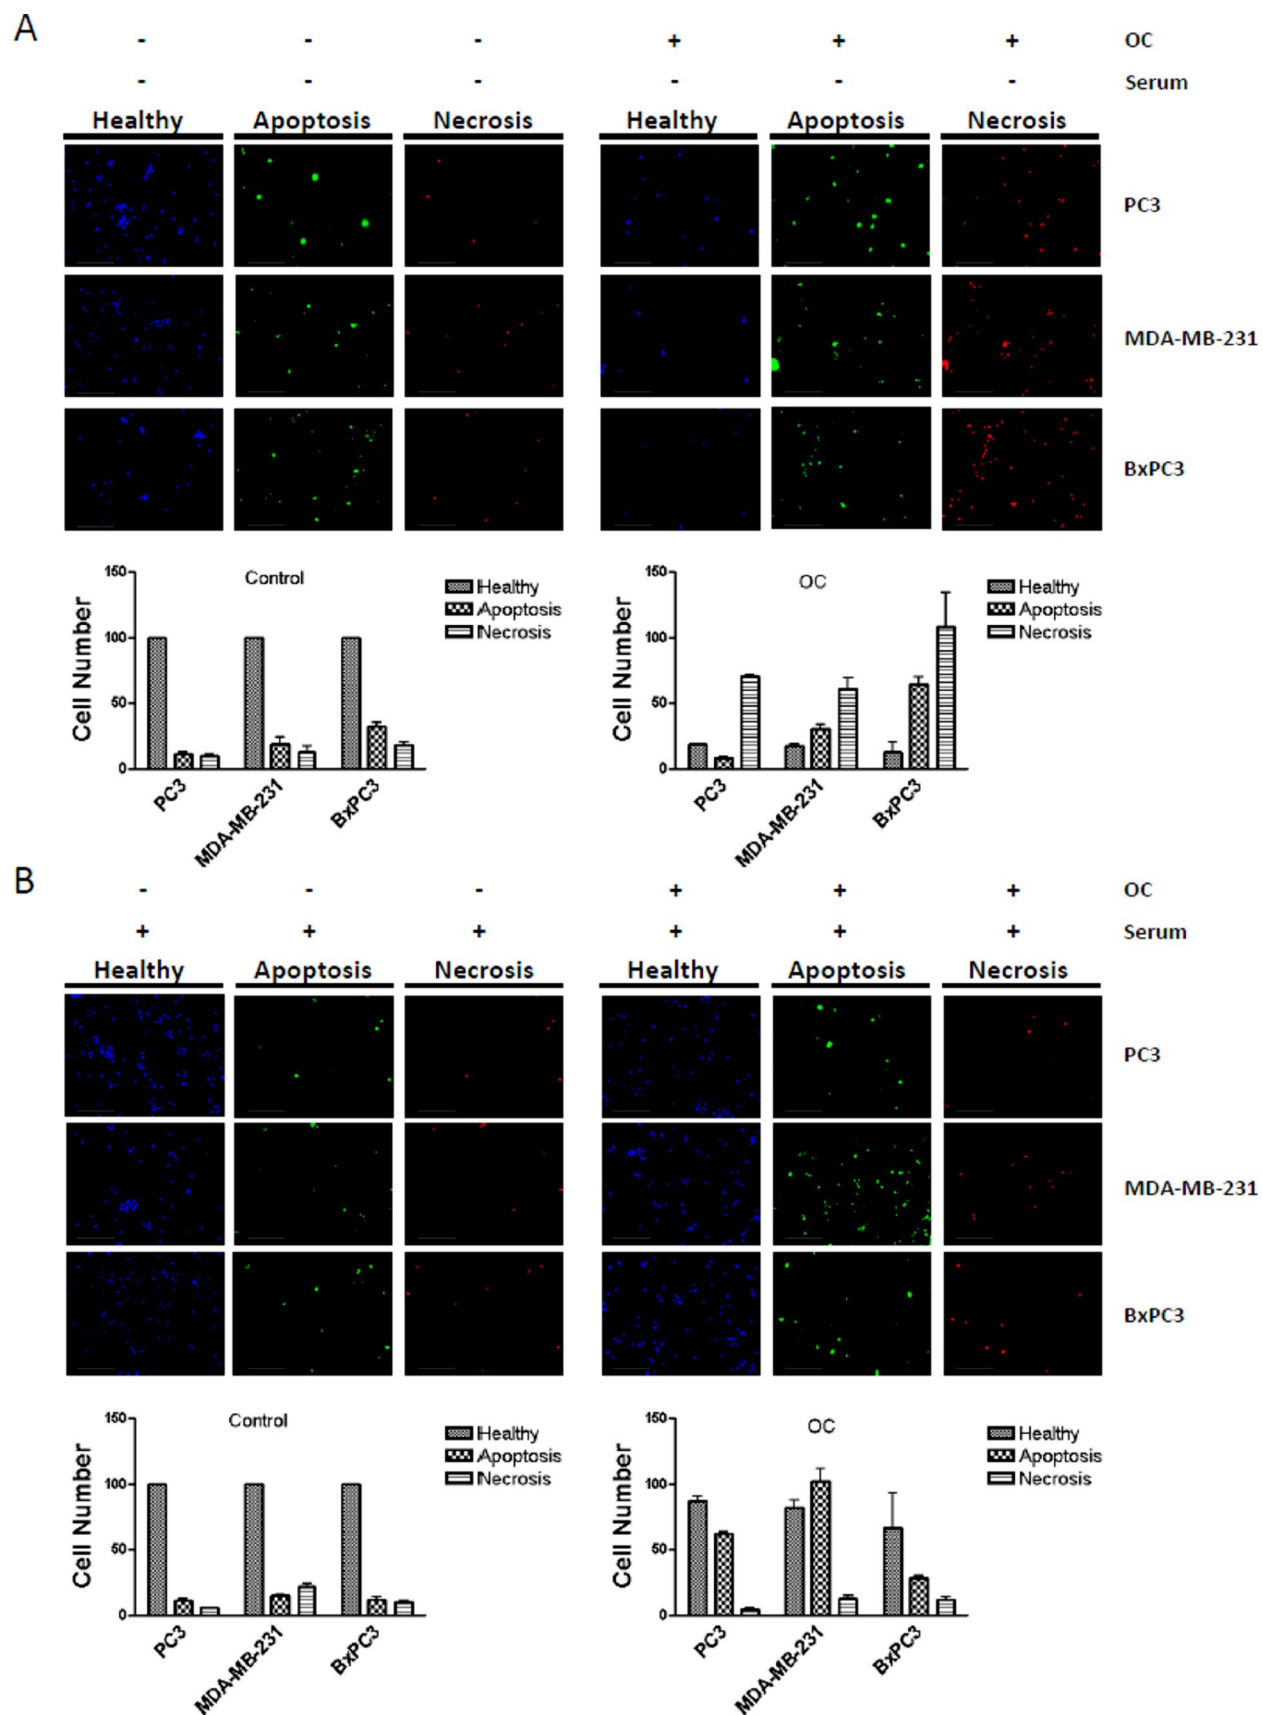 A
- - - + + + OC
- - - - - - Serum
Healthy Apoptosis Necrosis Healthy Apoptosis Necrosis
PC3
MDA-MB-231
BxPC3
Control
Healthy
Apoptosis
Necrosis
Cell Number
150
100
50
0
PC3
MDA-MB-231
BxPC3
OC
Healthy
Apoptosis
Necrosis
Cell Number
150
100
50
0
PC3
MDA-MB-231
BxPC3
B
- - - + + + OC
+ + + + + + Serum
Healthy Apoptosis Necrosis Healthy Apoptosis Necrosis
PC3
MDA-MB-231
BxPC3
Control
Healthy
Apoptosis
Necrosis
Cell Number
150
100
50
0
PC3
MDA-MB-231
BxPC3
OC
Healthy
Apoptosis
Necrosis
Cell Number
150
100
50
0
PC3
MDA-MB-231
BxPC3